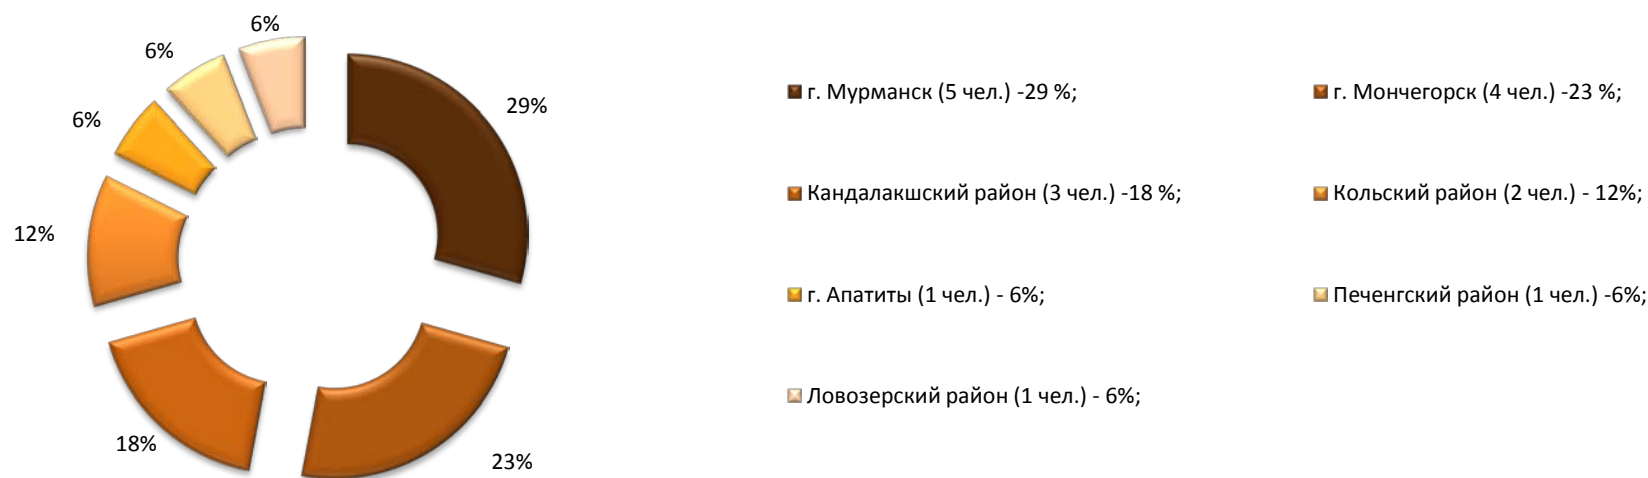 6%
6%
6%
12%
18%
23%
29%
г. Мурманск (5 чел.) -29 %;
г. Мончегорск (4 чел.) -23 %;
Кандалакшский район (3 чел.) -18 %;
Кольский район (2 чел.) - 12%;
г. Апатиты (1 чел.) - 6%;
Печенгский район (1 чел.) -6%;
Ловозерский район (1 чел.) - 6%;